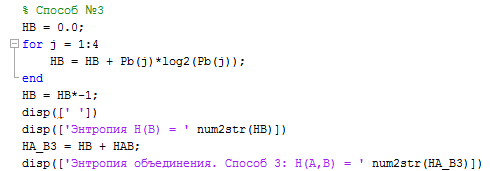 % Способ №3
HB = 0.0;
for j = 1:4
HB = HB + Pb(j)*log2(Pb(j));
end
HB = HB*-1;
disp([' '])
disp(['Энтропия H(B) = ' num2str(HB)])
HA_B3 = HB + HAB;
disp(['Энтропия объединения. Способ 3: H(A,B) = ' num2str(HA_B3)])